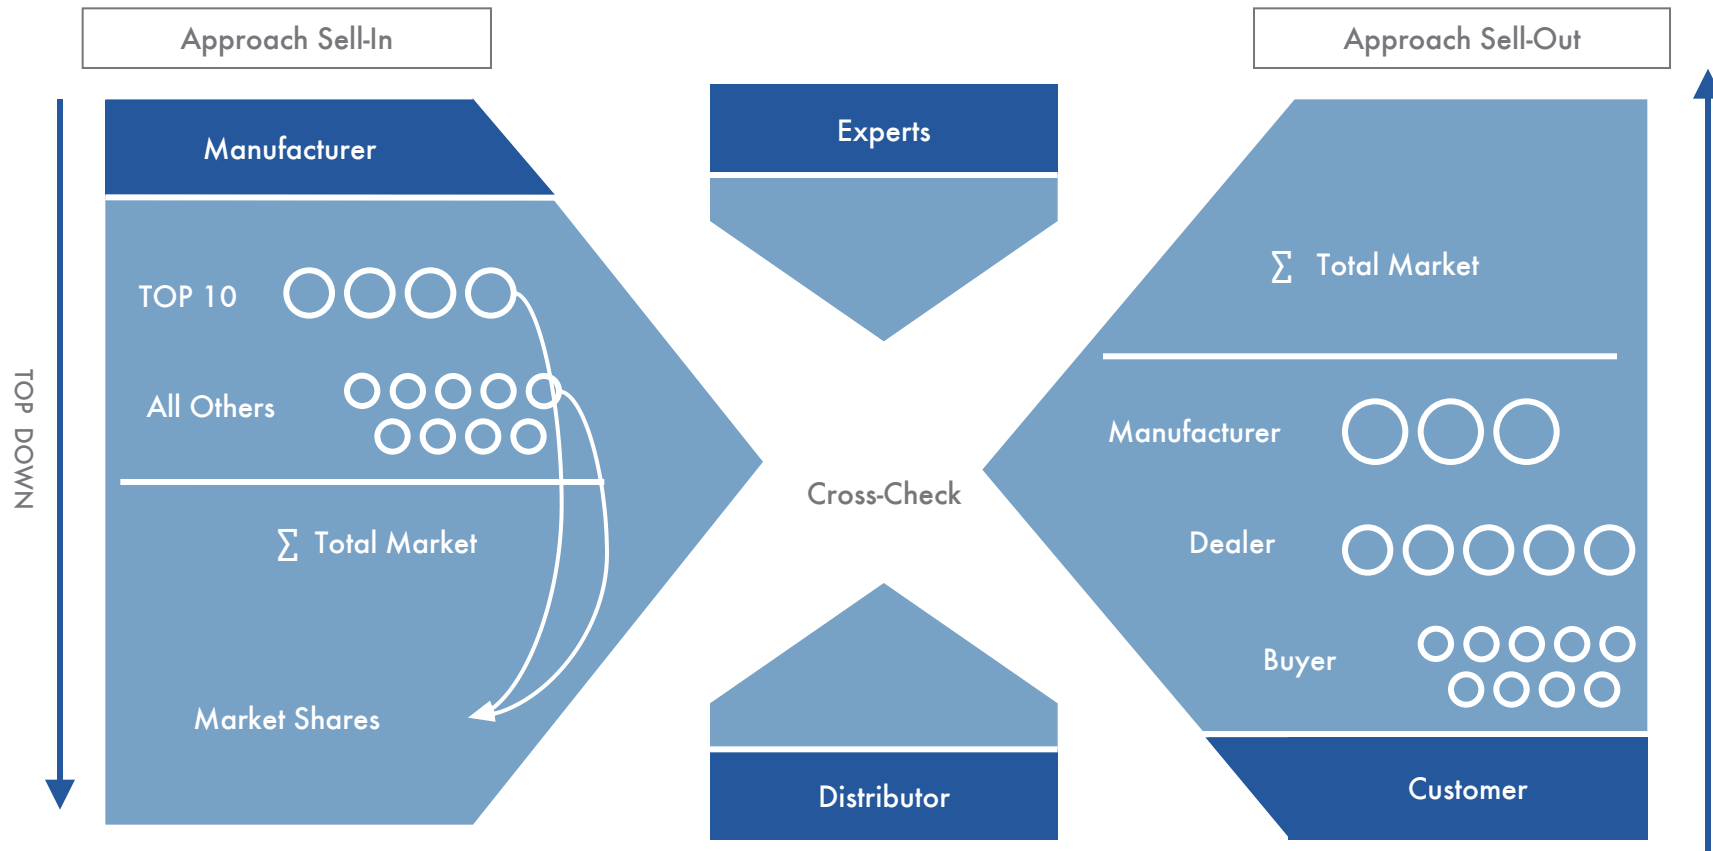 Approach Sell-In
Approach Sell-Out
TOP DOWN
Manufacturer
TOP 10
All Others
∑ Total Market
Market Shares
Experts
Cross-Check
Distributor
∑ Total Market
Manufacturer
Dealer
Buyer
Customer